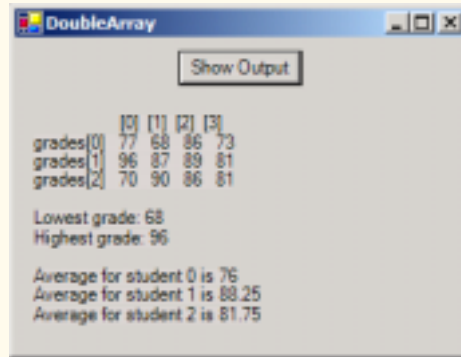 DoubleArray
Show Output
[0] [1] [2] [3]
grades[0] 77 68 86 73
grades[1] 96 87 89 81
grades[2] 70 90 86 81
Lowest grade: 68
Highest grade: 96
Average for student 0 is 76
Average for student 1 is 88.25
Average for student 2 is 81.75